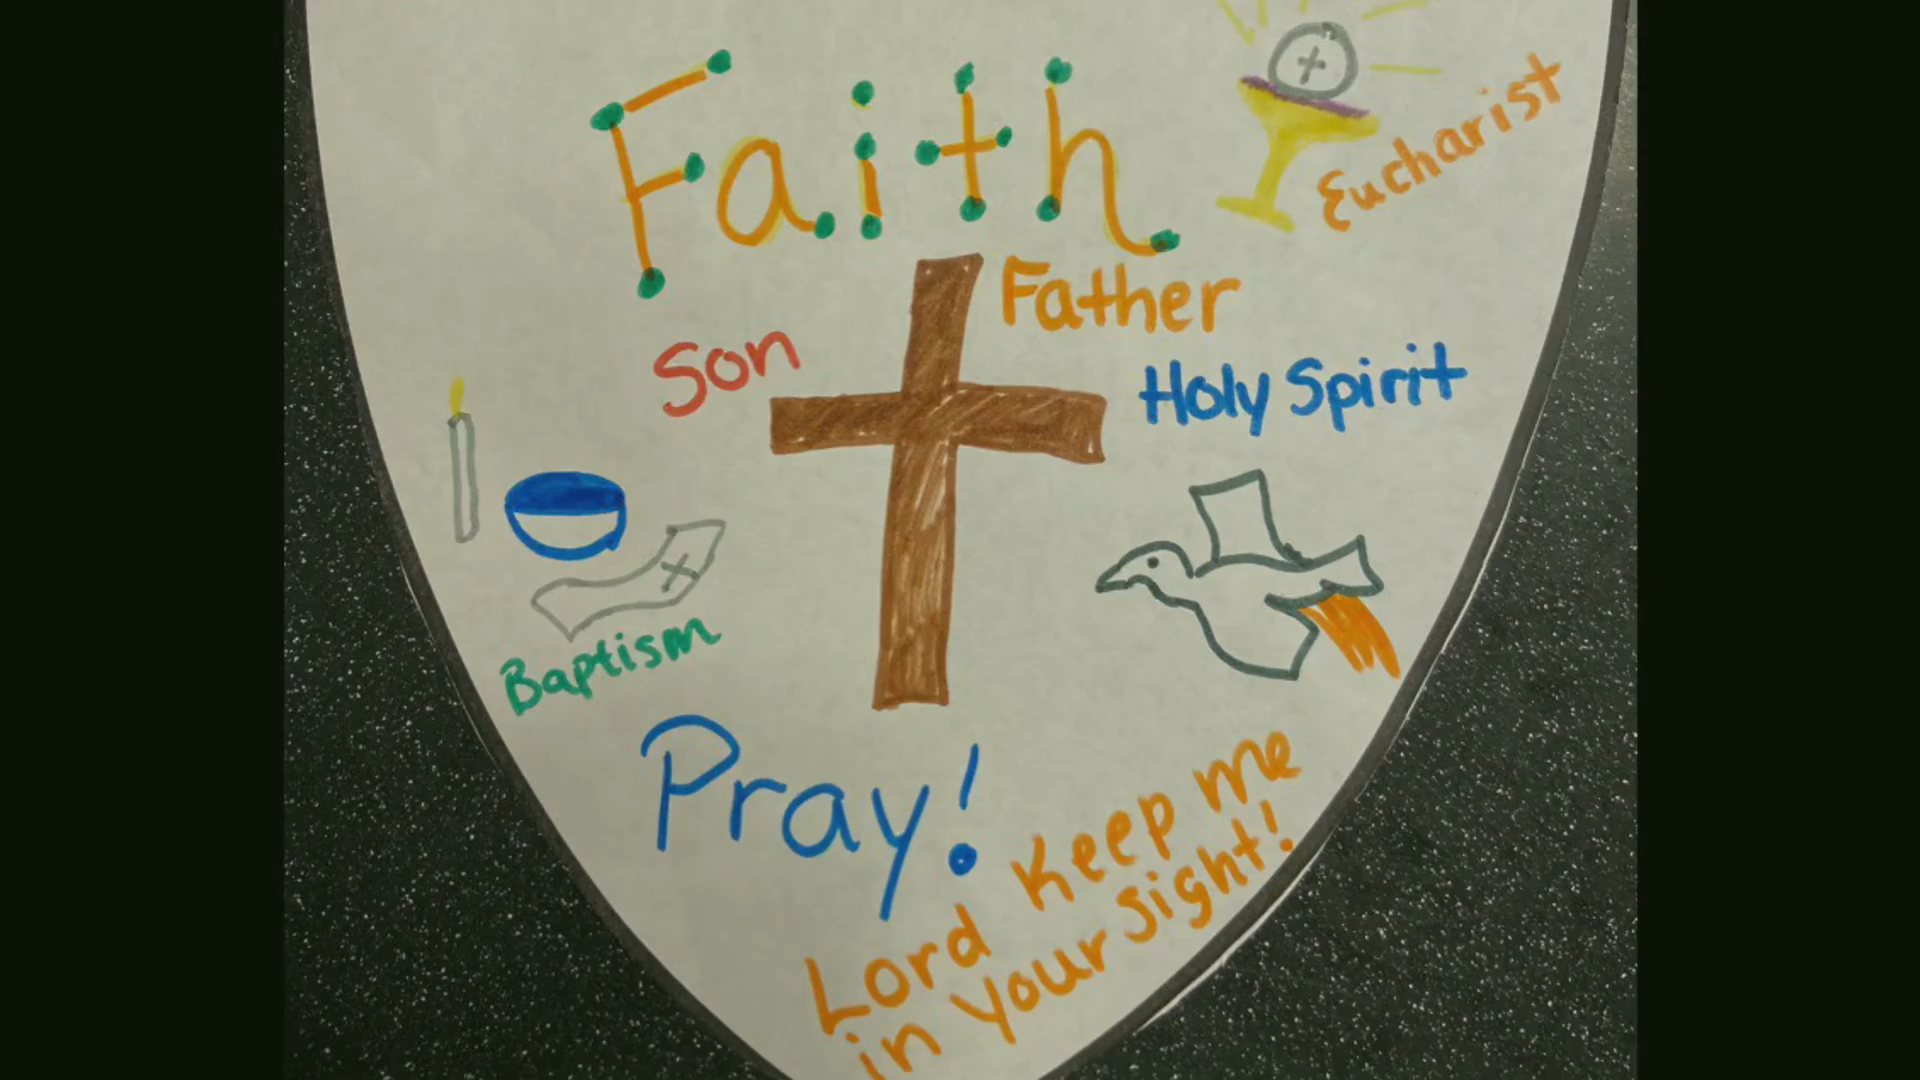 Faith
Eucharist
Father
Son
Holy Spirit
Baptism
Pray!
Lord Keep me
in your sight!